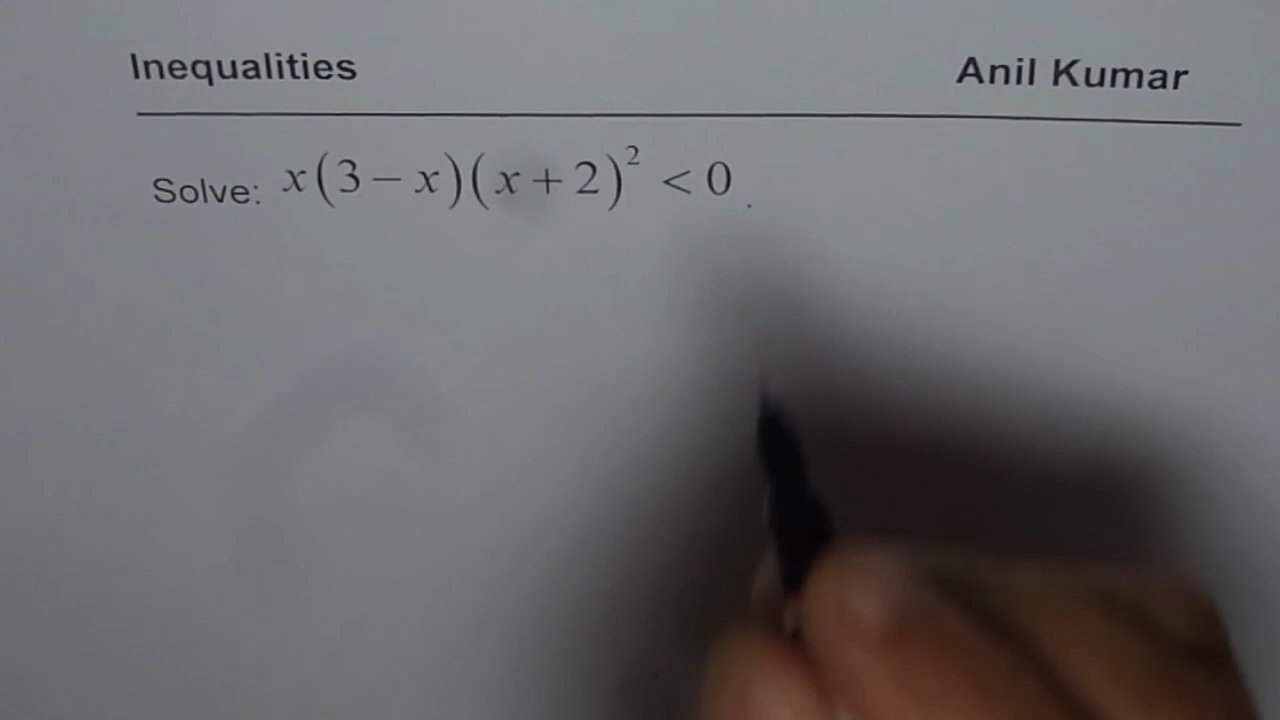 Inequalities Anil Kumar
Solve: x(3 − x)(x + 2)² < 0.